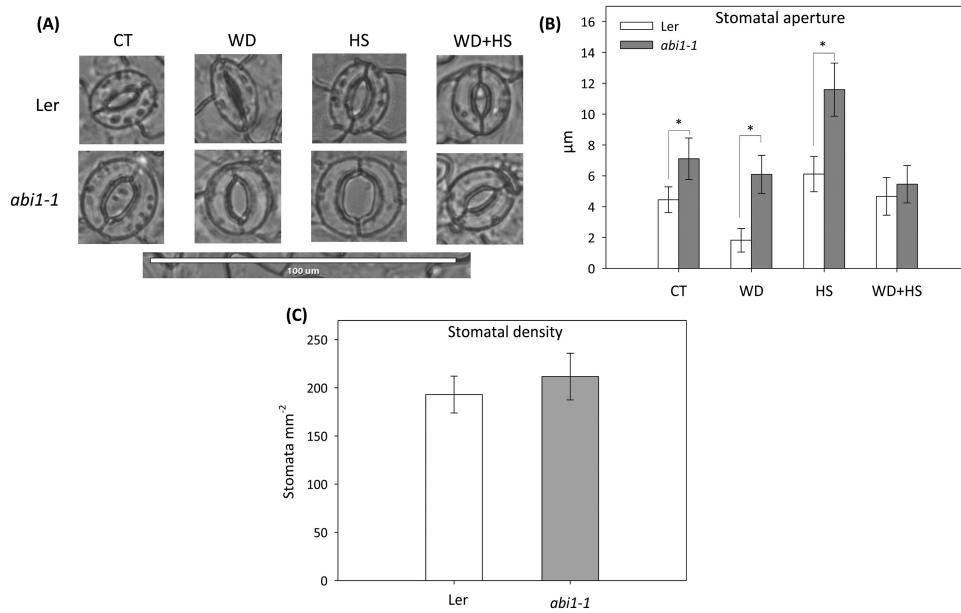 (A)
CT WD HS WD+HS
Ler
abi1-1
100 um
(B)
Stomatal aperture
Ler
abi1-1
16
14
12
10
8
6
4
2
0
μm
* * *
CT WD HS WD+HS
(C)
Stomatal density
250
200
150
100
50
0
Stomata mm⁻²
Ler abi1-1